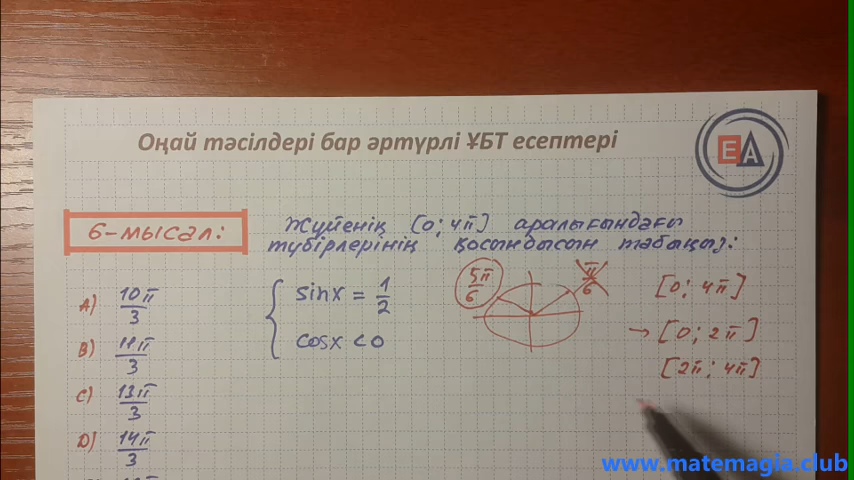 Оңай тәсілдері бар әртүрлі ҰБТ есептері
EA
6-мысал:
Жүйенің [0; 4π] аралығындағы
түбірлерінің қосындысын табыңыз:
A) 10π/3
B) 11π/3
C) 13π/3
D) 14π/3
sinx = 1/2
cosx < 0
5π/6
π/6
[0; 4π]
→ [0; 2π]
[2π; 4π]
www.matemagia.club